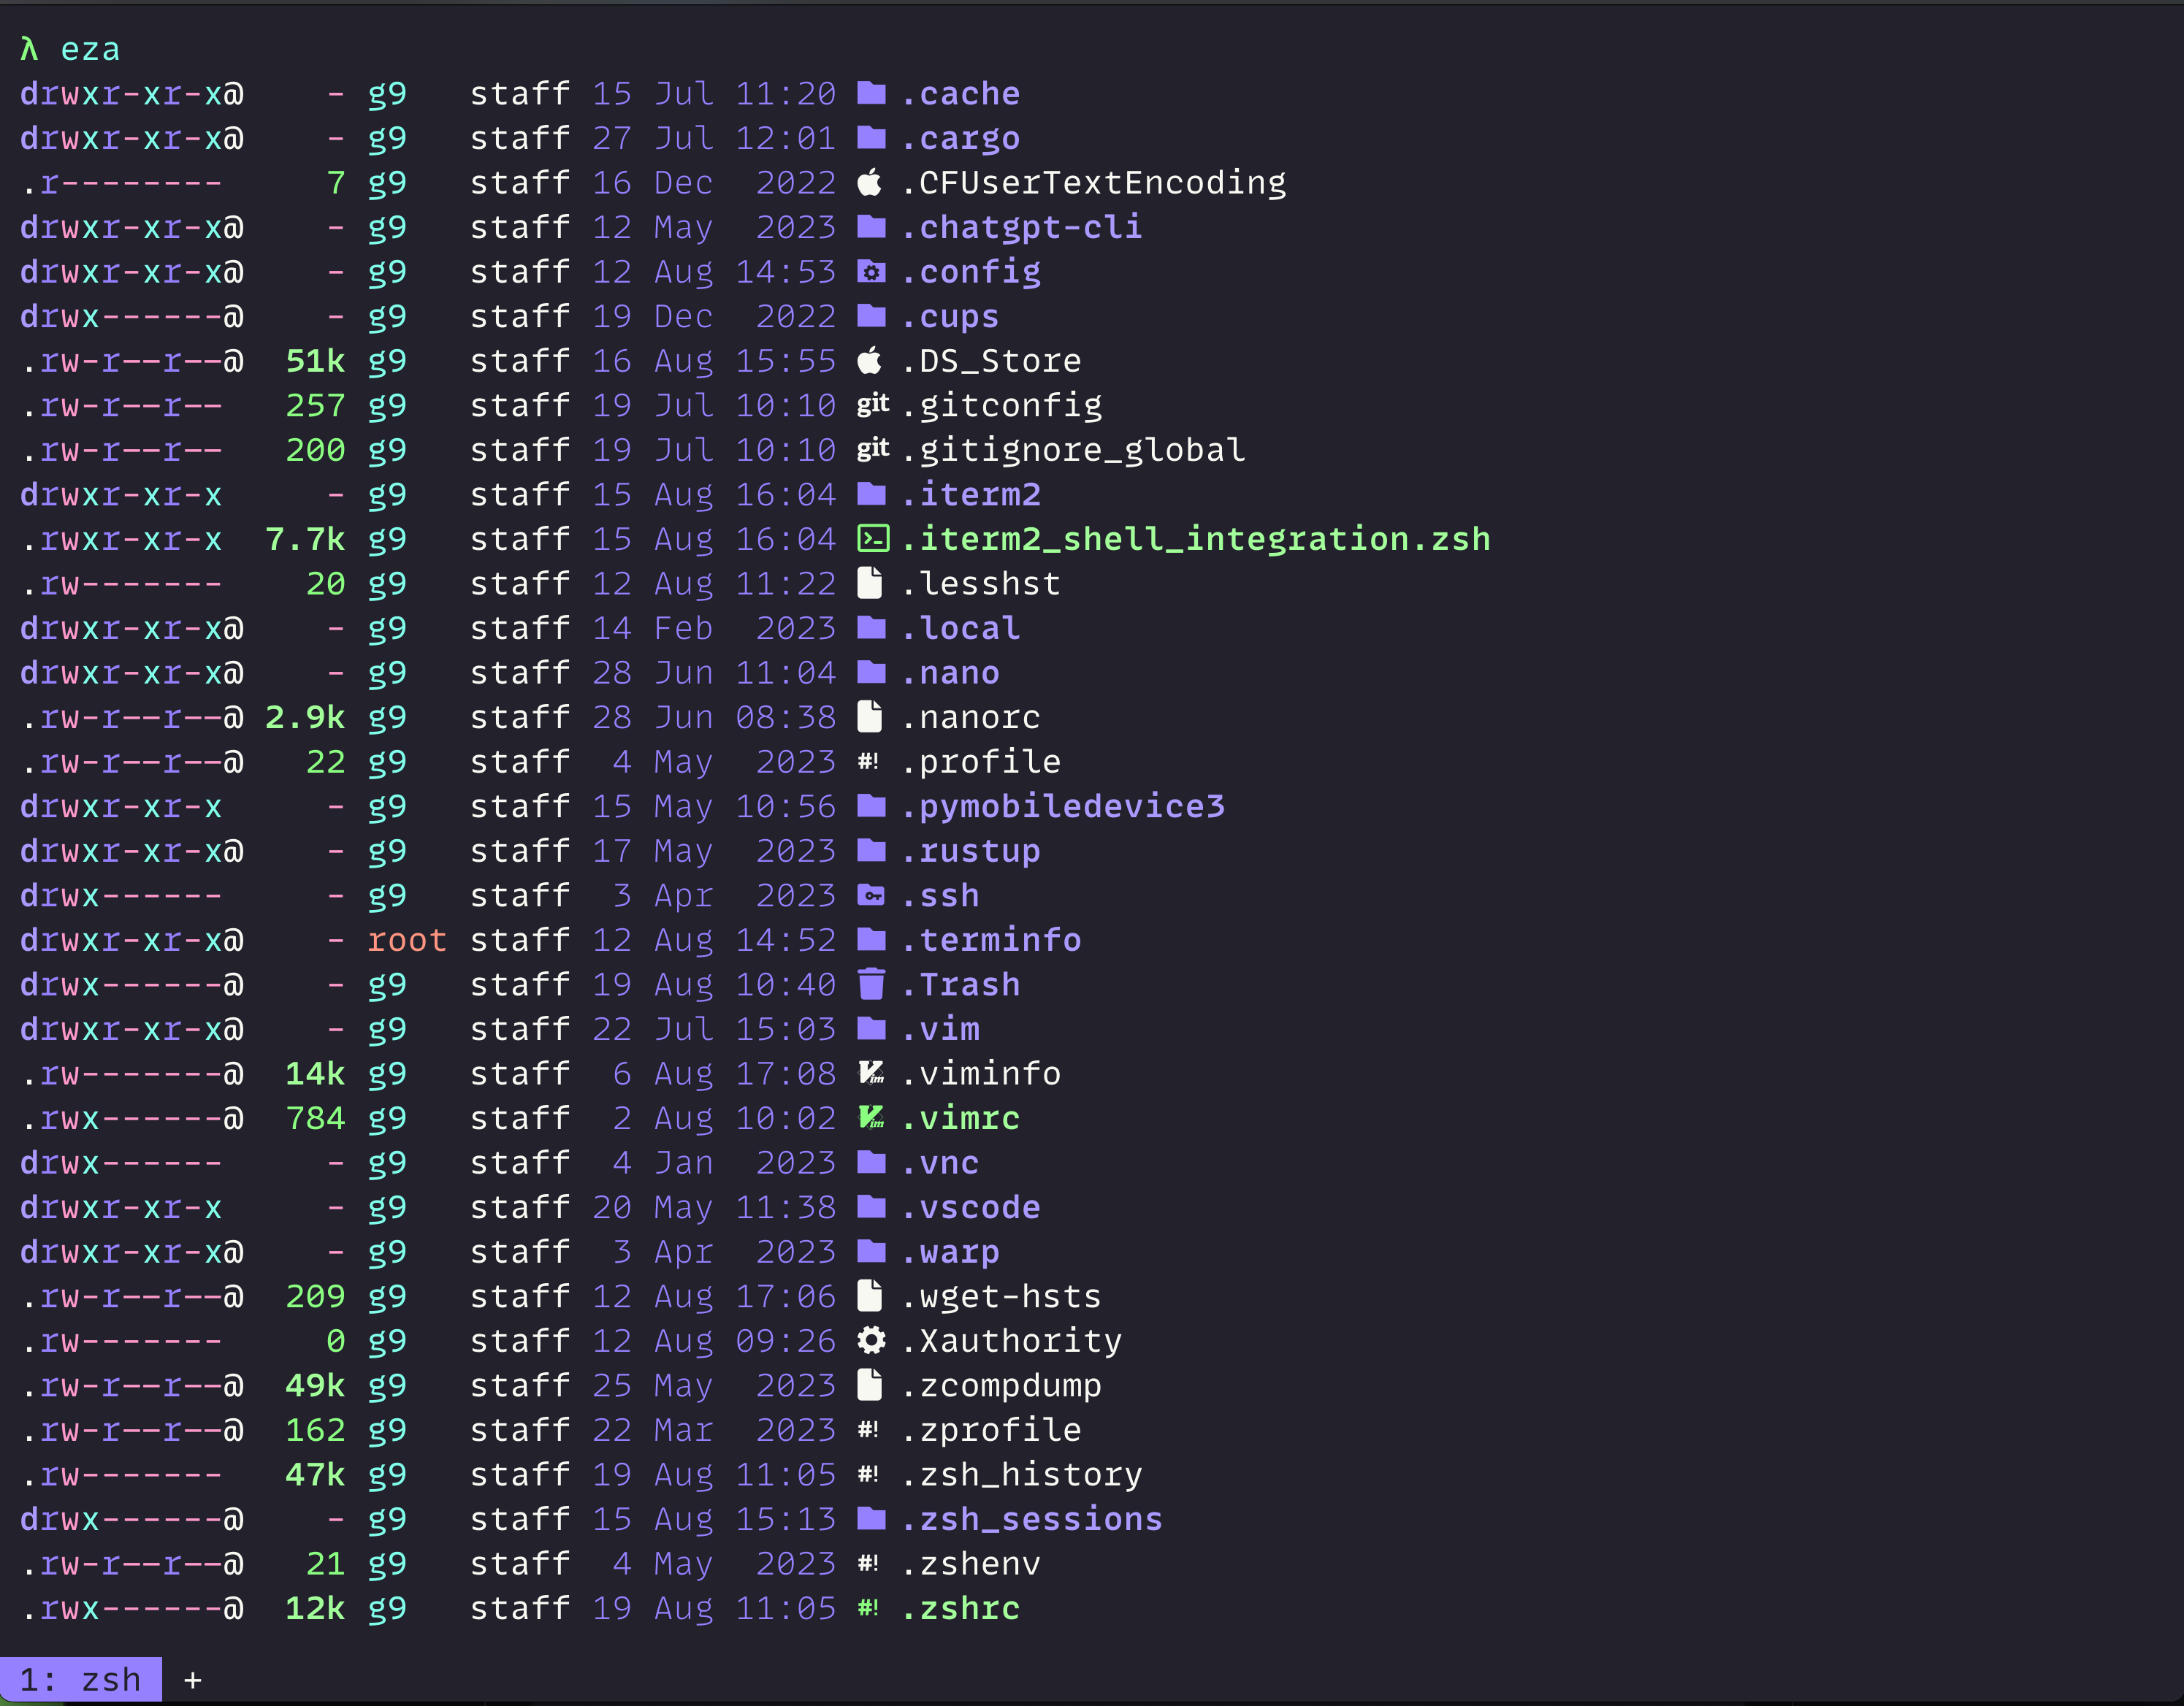 λ eza
drwxr-xr-x@    - g9   staff 15 Jul 11:20 .cache
drwxr-xr-x@    - g9   staff 27 Jul 12:01 .cargo
.r--------     7 g9   staff 16 Dec  2022 .CFUserTextEncoding
drwxr-xr-x@    - g9   staff 12 May  2023 .chatgpt-cli
drwxr-xr-x@    - g9   staff 12 Aug 14:53 .config
drwx------@    - g9   staff 19 Dec  2022 .cups
.rw-r--r--@  51k g9   staff 16 Aug 15:55 .DS_Store
.rw-r--r--   257 g9   staff 19 Jul 10:10 git .gitconfig
.rw-r--r--   200 g9   staff 19 Jul 10:10 git .gitignore_global
drwxr-xr-x     - g9   staff 15 Aug 16:04 .iterm2
.rwxr-xr-x  7.7k g9   staff 15 Aug 16:04 .iterm2_shell_integration.zsh
.rw-------    20 g9   staff 12 Aug 11:22 .lesshst
drwxr-xr-x@    - g9   staff 14 Feb  2023 .local
drwxr-xr-x@    - g9   staff 28 Jun 11:04 .nano
.rw-r--r--@ 2.9k g9   staff 28 Jun 08:38 .nanorc
.rw-r--r--@   22 g9   staff  4 May  2023 #! .profile
drwxr-xr-x     - g9   staff 15 May 10:56 .pymobiledevice3
drwxr-xr-x@    - g9   staff 17 May  2023 .rustup
drwx------     - g9   staff  3 Apr  2023 .ssh
drwxr-xr-x@    - root staff 12 Aug 14:52 .terminfo
drwx------@    - g9   staff 19 Aug 10:40 .Trash
drwxr-xr-x@    - g9   staff 22 Jul 15:03 .vim
.rw-------@  14k g9   staff  6 Aug 17:08 Vim .viminfo
.rwx------@  784 g9   staff  2 Aug 10:02 Vim .vimrc
drwx------     - g9   staff  4 Jan  2023 .vnc
drwxr-xr-x     - g9   staff 20 May 11:38 .vscode
drwxr-xr-x@    - g9   staff  3 Apr  2023 .warp
.rw-r--r--@  209 g9   staff 12 Aug 17:06 .wget-hsts
.rw-------     0 g9   staff 12 Aug 09:26 .Xauthority
.rw-r--r--@  49k g9   staff 25 May  2023 .zcompdump
.rw-r--r--@  162 g9   staff 22 Mar  2023 #! .zprofile
.rw-------   47k g9   staff 19 Aug 11:05 #! .zsh_history
drwx------@    - g9   staff 15 Aug 15:13 .zsh_sessions
.rw-r--r--@   21 g9   staff  4 May  2023 #! .zshenv
.rwx------@  12k g9   staff 19 Aug 11:05 #! .zshrc
1: zsh +